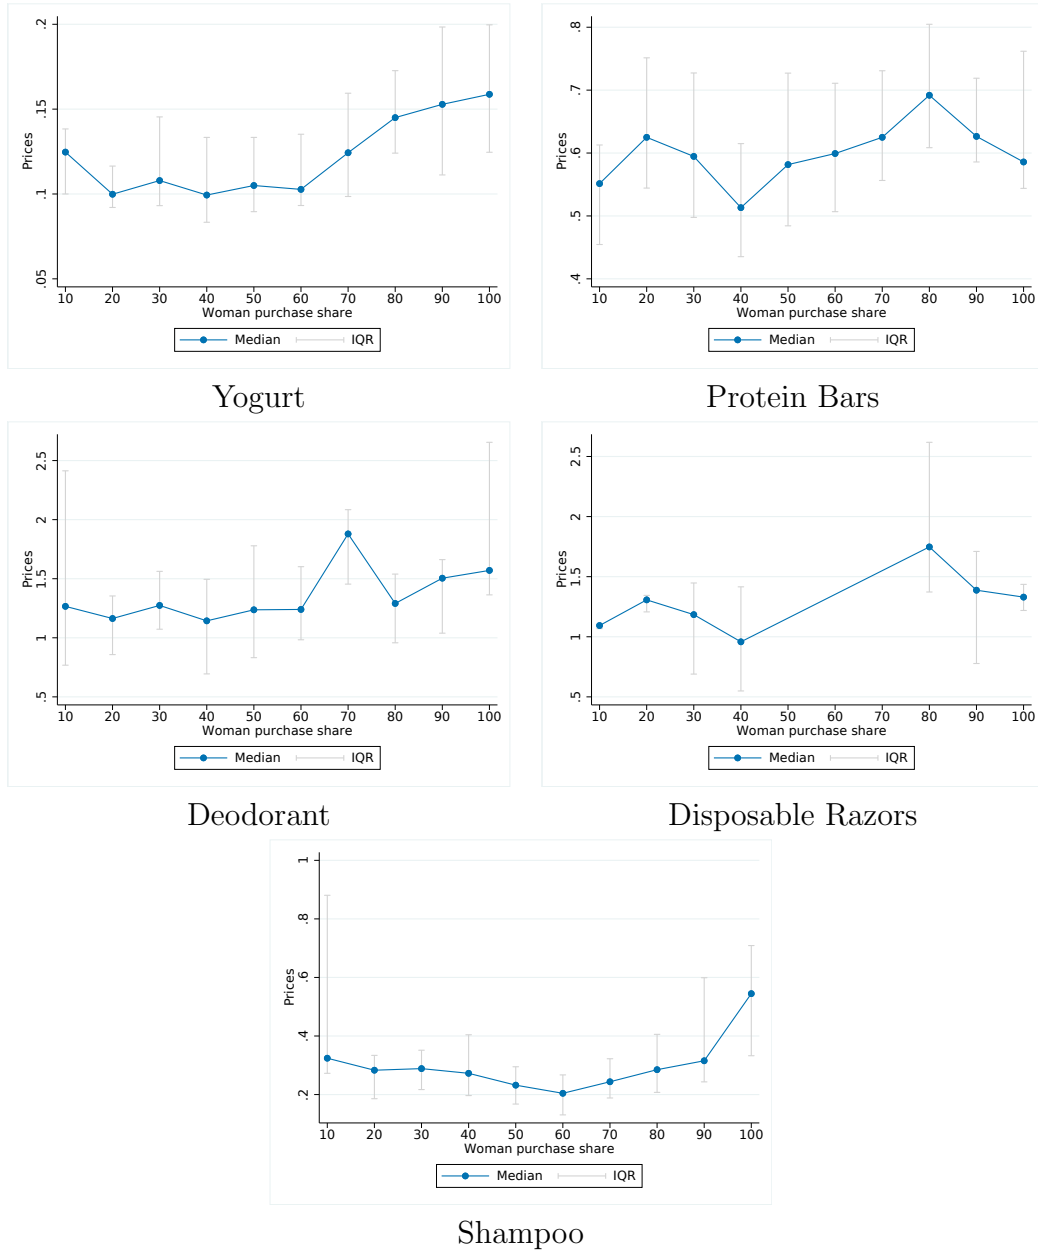 .2
.15
.1
.05
Prices
10 20 30 40 50 60 70 80 90 100
Woman purchase share
Median IQR
Yogurt
.8
.7
.6
.5
.4
Prices
10 20 30 40 50 60 70 80 90 100
Woman purchase share
Median IQR
Protein Bars
2.5
2
1.5
1
.5
Prices
10 20 30 40 50 60 70 80 90 100
Woman purchase share
Median IQR
Deodorant
2.5
2
1.5
1
.5
Prices
10 20 30 40 50 60 70 80 90 100
Woman purchase share
Median IQR
Disposable Razors
1
.8
.6
.4
.2
Prices
10 20 30 40 50 60 70 80 90 100
Woman purchase share
Median IQR
Shampoo